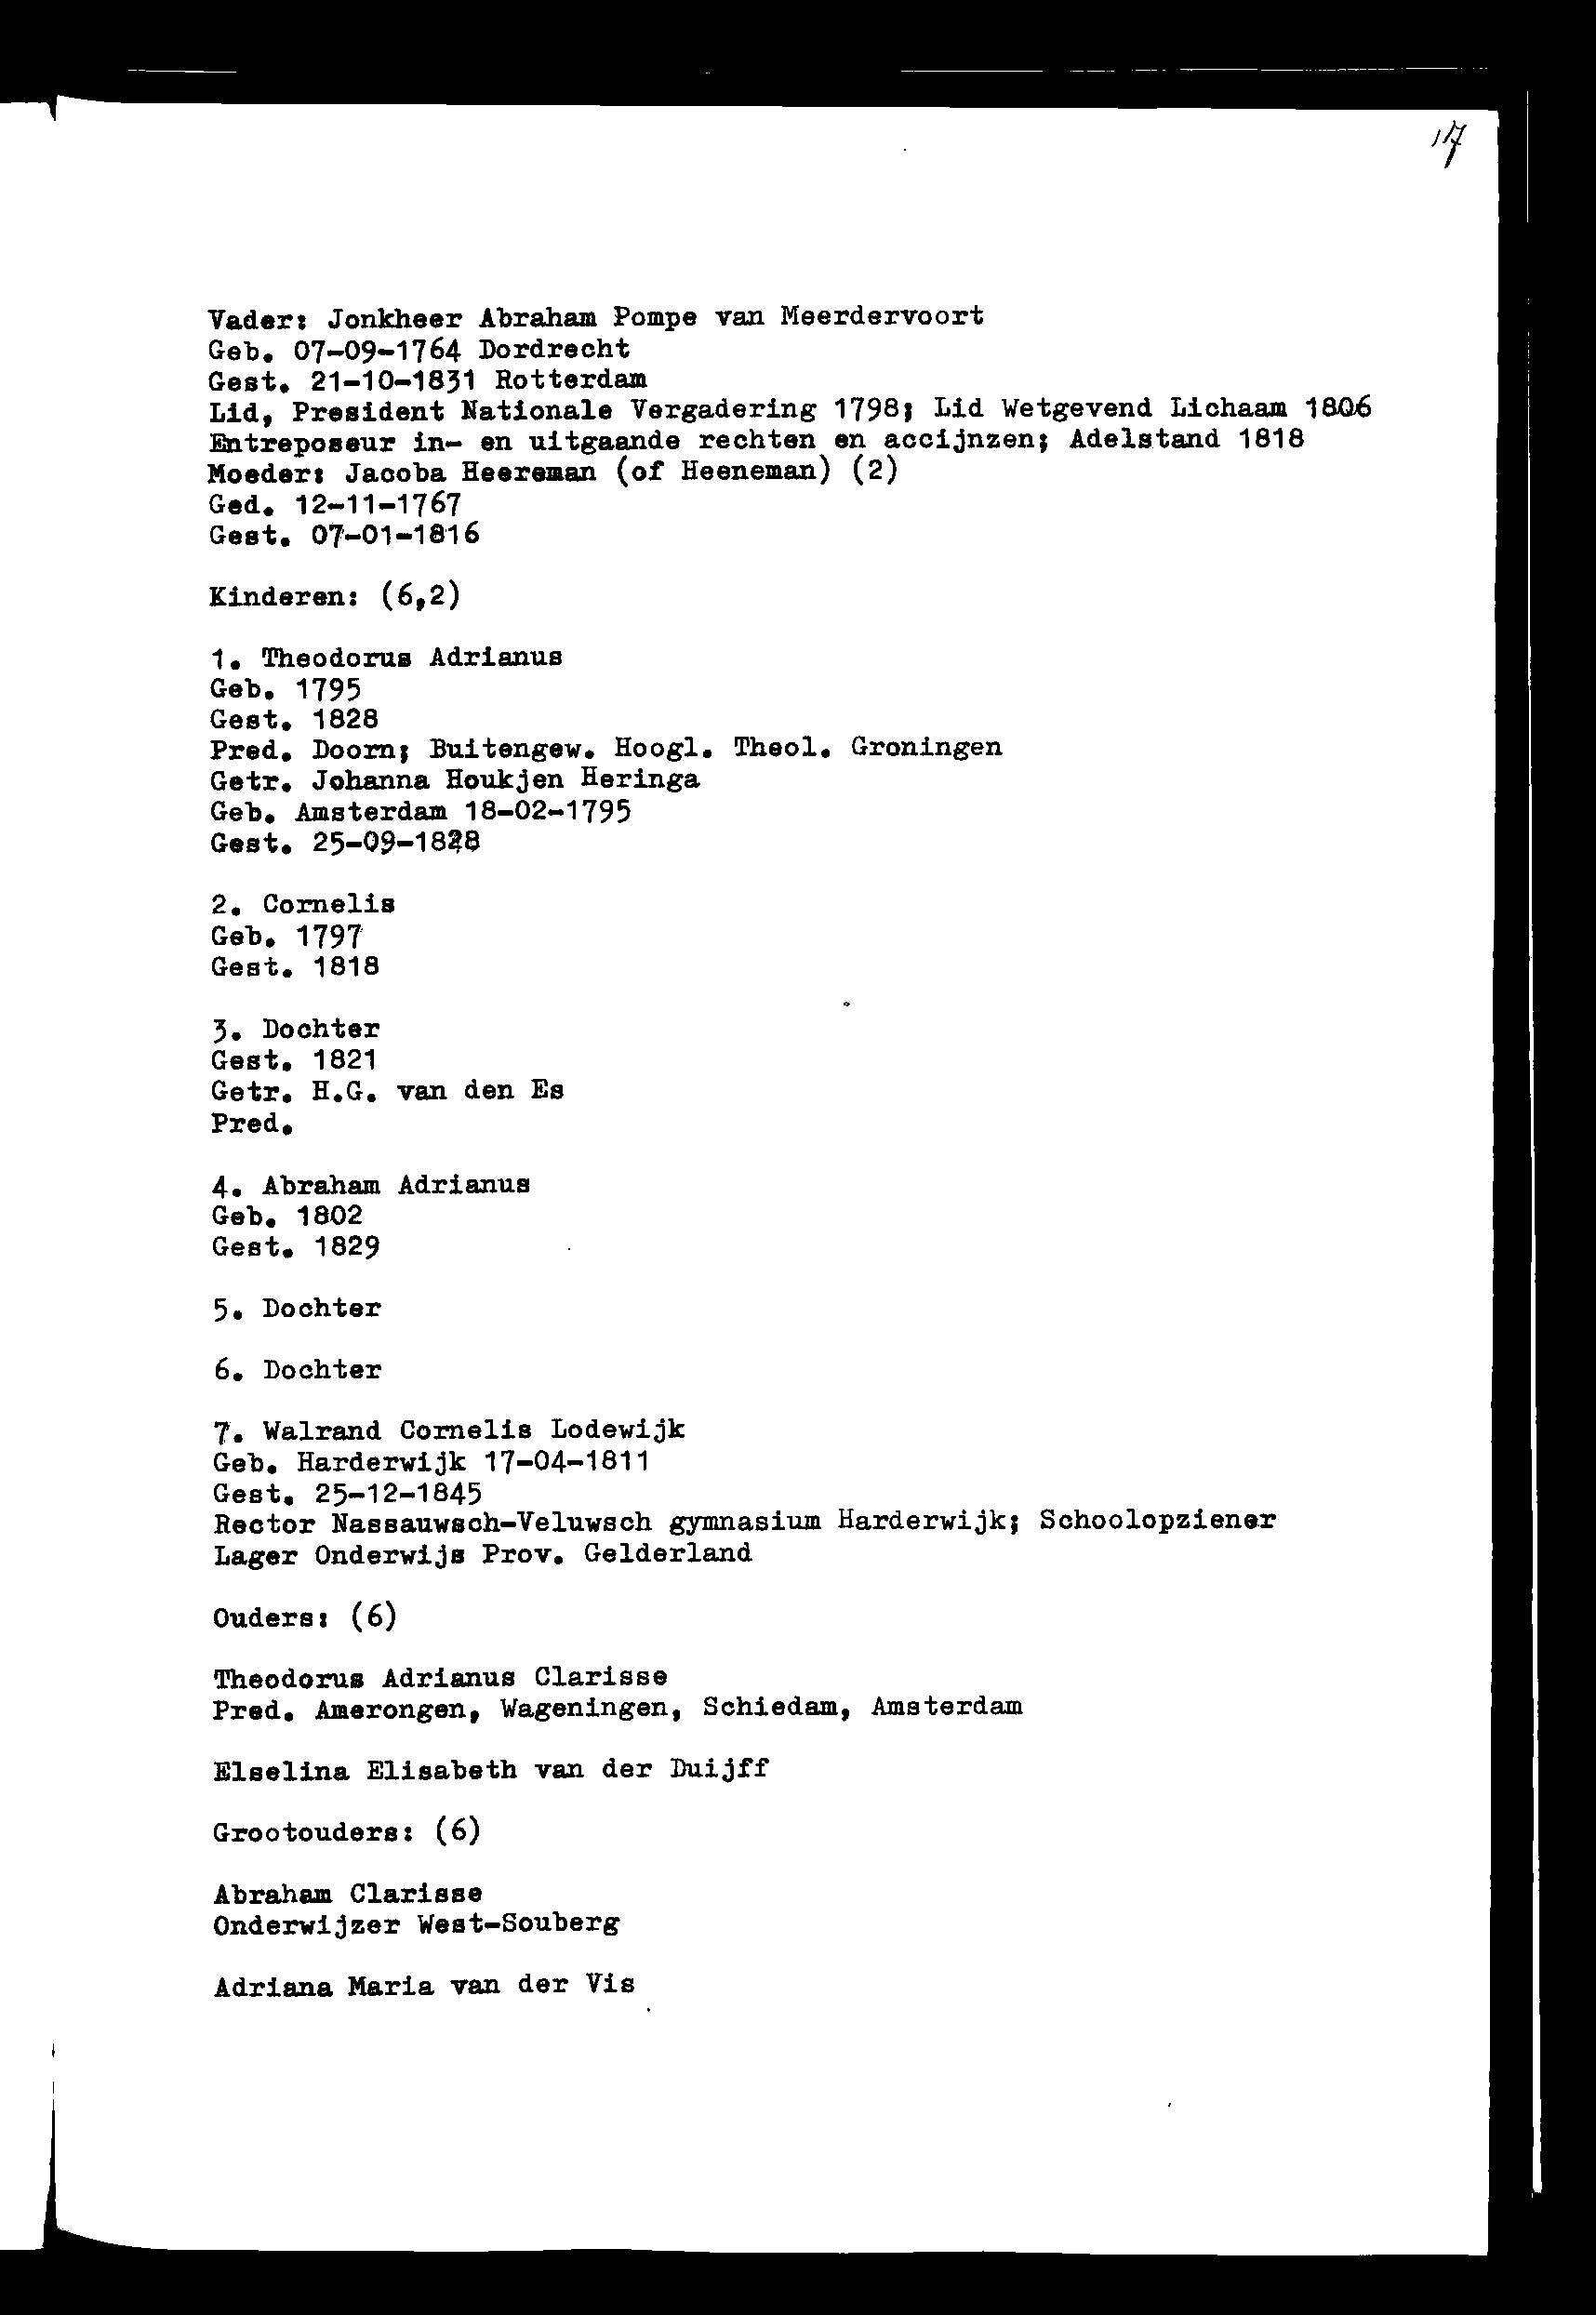 17
Vader: Jonkheer Abraham Pompe van Meerdervoort
Geb. 07-09-1764 Dordrecht
Gest. 21-10-1831 Rotterdam
Lid, President Nationale Vergadering 1798; Lid Wetgevend Lichaam 1806
Entreposeur in- en uitgaande rechten en accijnzen; Adelstand 1818
Moeder: Jacoba Heereman (of Heeneman) (2)
Ged. 12-11-1767
Gest. 07-01-1816
Kinderen: (6,2)
1. Theodorus Adrianus
Geb. 1795
Gest. 1828
Pred. Doorn; Buitengew. Hoogl. Theol. Groningen
Getr. Johanna Houkjen Heringa
Geb. Amsterdam 18-02-1795
Gest. 25-09-1828
2. Cornelis
Geb. 1797
Gest. 1818
3. Dochter
Gest. 1821
Getr. H.G. van den Es
Pred.
4. Abraham Adrianus
Geb. 1802
Gest. 1829
5. Dochter
6. Dochter
7. Walrand Cornelis Lodewijk
Geb. Harderwijk 17-04-1811
Gest. 25-12-1845
Rector Nassauwsch-Veluwsch gymnasium Harderwijk; Schoolopziener
Lager Onderwijs Prov. Gelderland
Ouders: (6)
Theodorus Adrianus Clarisse
Pred. Amerongen, Wageningen, Schiedam, Amsterdam
Elselina Elisabeth van der Duijff
Grootouders: (6)
Abraham Clarisse
Onderwijzer West-Souberg
Adriana Maria van der Vis